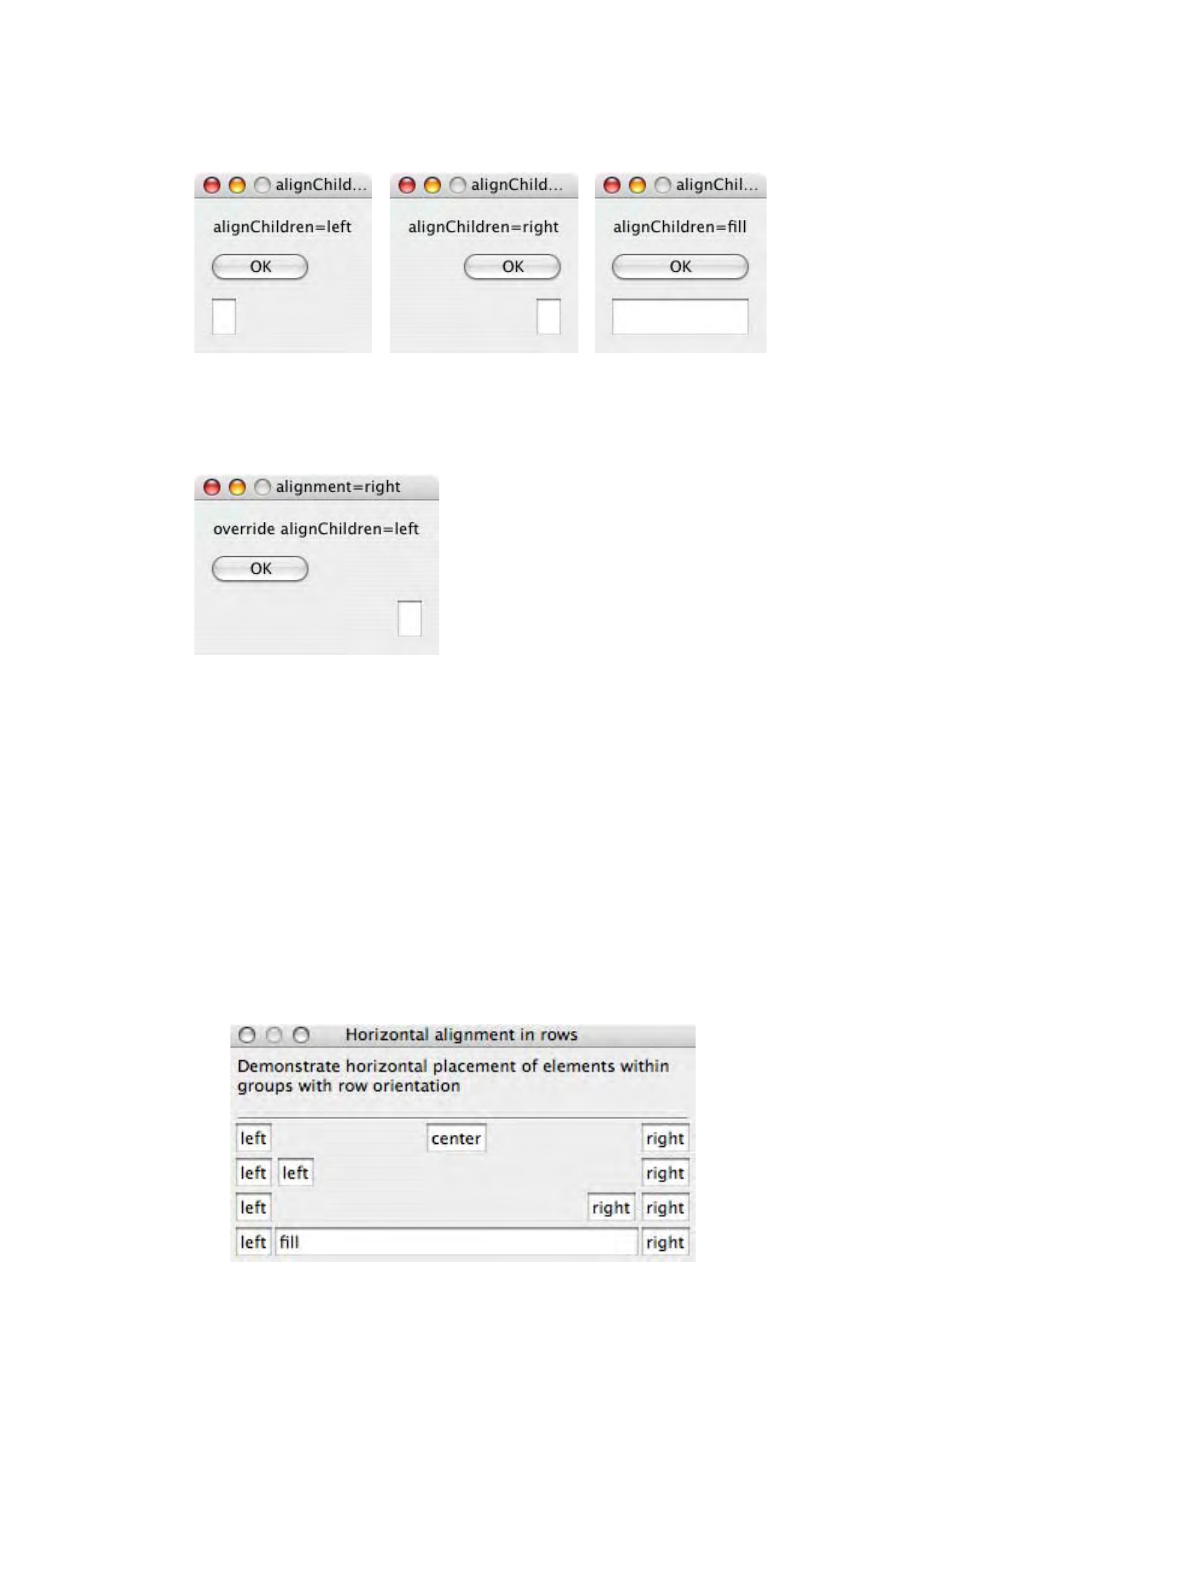 alignChild...
alignChildren=left
OK
alignChild...
alignChildren=right
OK
alignChil...
alignChildren=fill
OK
alignment=right
override alignChildren=left
OK
Horizontal alignment in rows
Demonstrate horizontal placement of elements within
groups with row orientation
left center right
left left right
left right right
left fill right